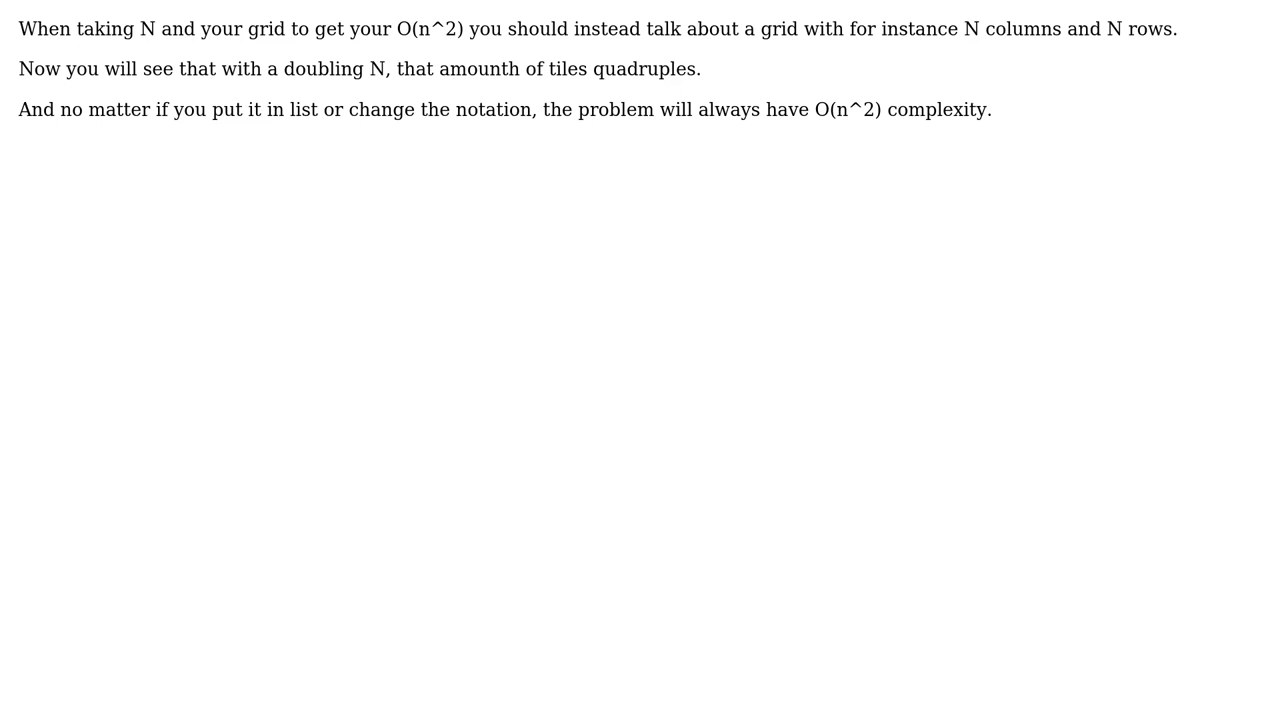 When taking N and your grid to get your O(n^2) you should instead talk about a grid with for instance N columns and N rows.
Now you will see that with a doubling N, that amounth of tiles quadruples.
And no matter if you put it in list or change the notation, the problem will always have O(n^2) complexity.